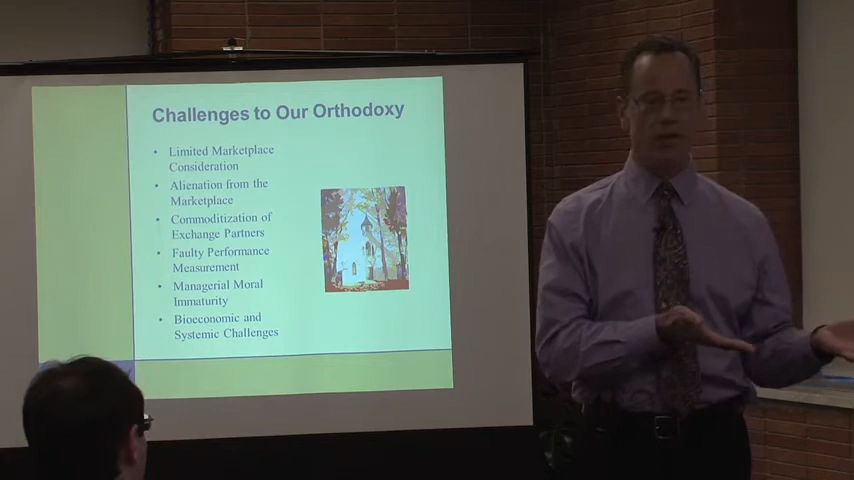 Challenges to Our Orthodoxy
• Limited Marketplace
Consideration
• Alienation from the
Marketplace
• Commoditization of
Exchange Partners
• Faulty Performance
Measurement
• Managerial Moral
Immaturity
• Bioeconomic and
Systemic Challenges